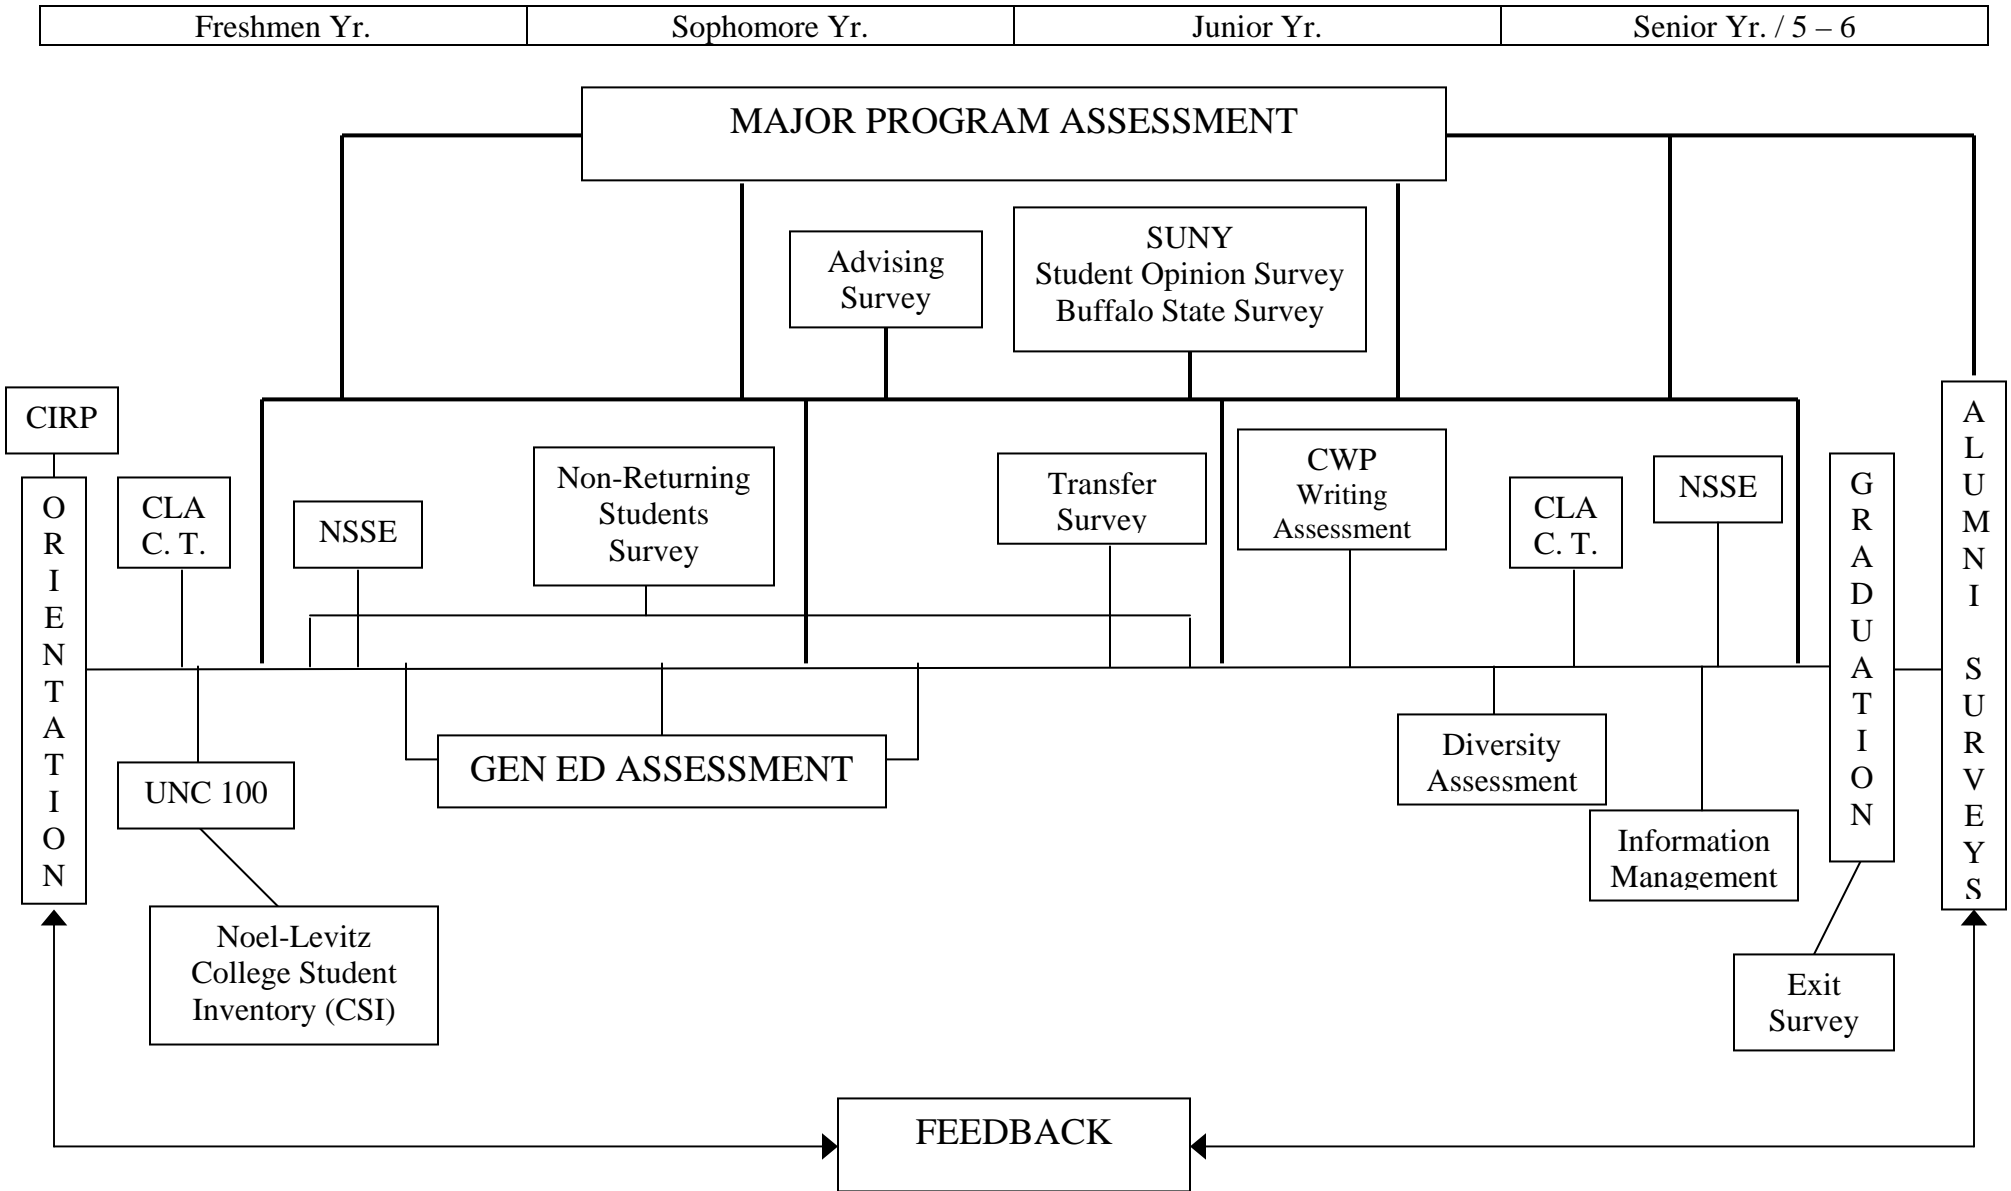 Freshmen Yr.
Sophomore Yr.
Junior Yr.
Senior Yr. / 5 – 6
MAJOR PROGRAM ASSESSMENT
Advising
Survey
SUNY
Student Opinion Survey
Buffalo State Survey
CIRP
ORIENTATION
CLA
C. T.
NSSE
Non-Returning
Students
Survey
Transfer
Survey
CWP
Writing
Assessment
CLA
C. T.
NSSE
GRADUATION
ALUMNI SURVEYS
UNC 100
GEN ED ASSESSMENT
Diversity
Assessment
Information
Management
Noel-Levitz
College Student
Inventory (CSI)
Exit
Survey
FEEDBACK